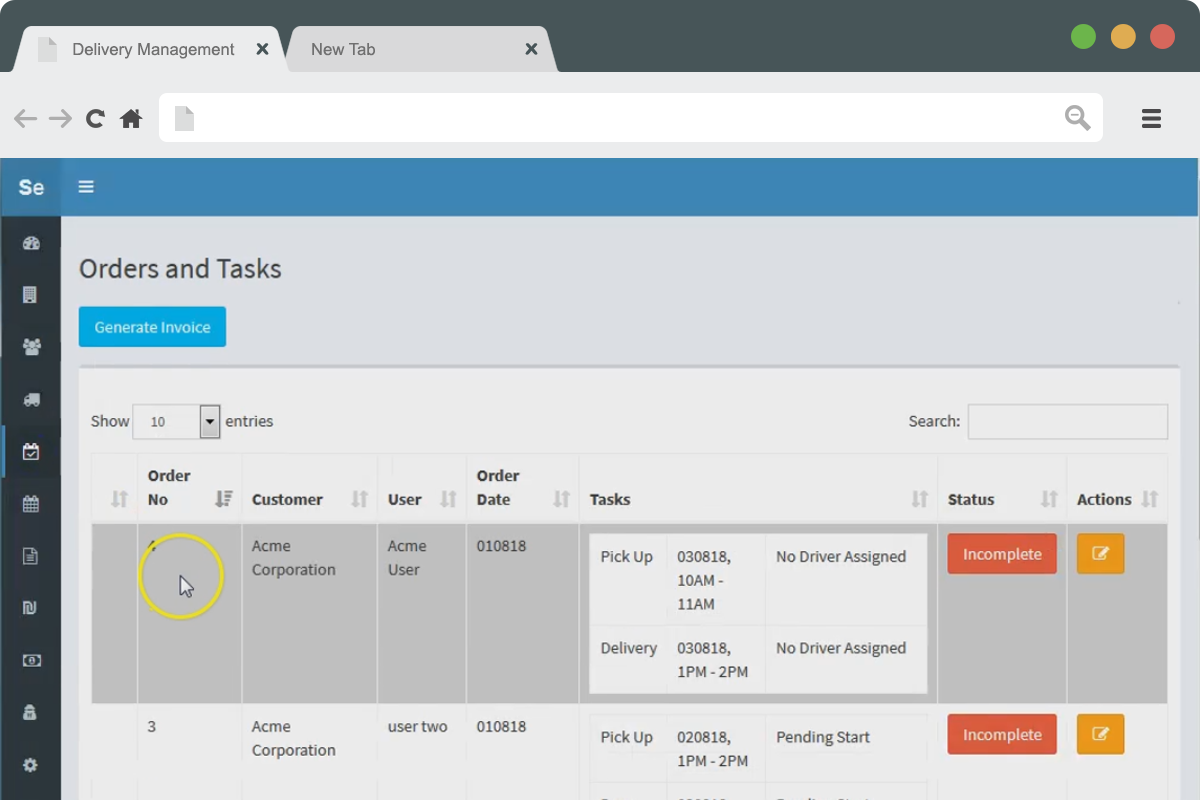 Delivery Management
New Tab
Se
Orders and Tasks
Generate Invoice
Show 10 entries
Search:
Order No
Customer
User
Order Date
Tasks
Status
Actions
4
Acme
Corporation
Acme
User
010818
Pick Up
030818,
10AM -
11AM
No Driver Assigned
Delivery
030818,
1PM - 2PM
No Driver Assigned
Incomplete
3
Acme
Corporation
user two
010818
Pick Up
020818,
1PM - 2PM
Pending Start
Incomplete